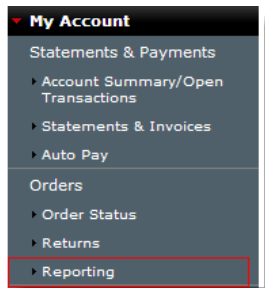 My Account
Statements & Payments
Account Summary/Open
Transactions
Statements & Invoices
Auto Pay
Orders
Order Status
Returns
Reporting